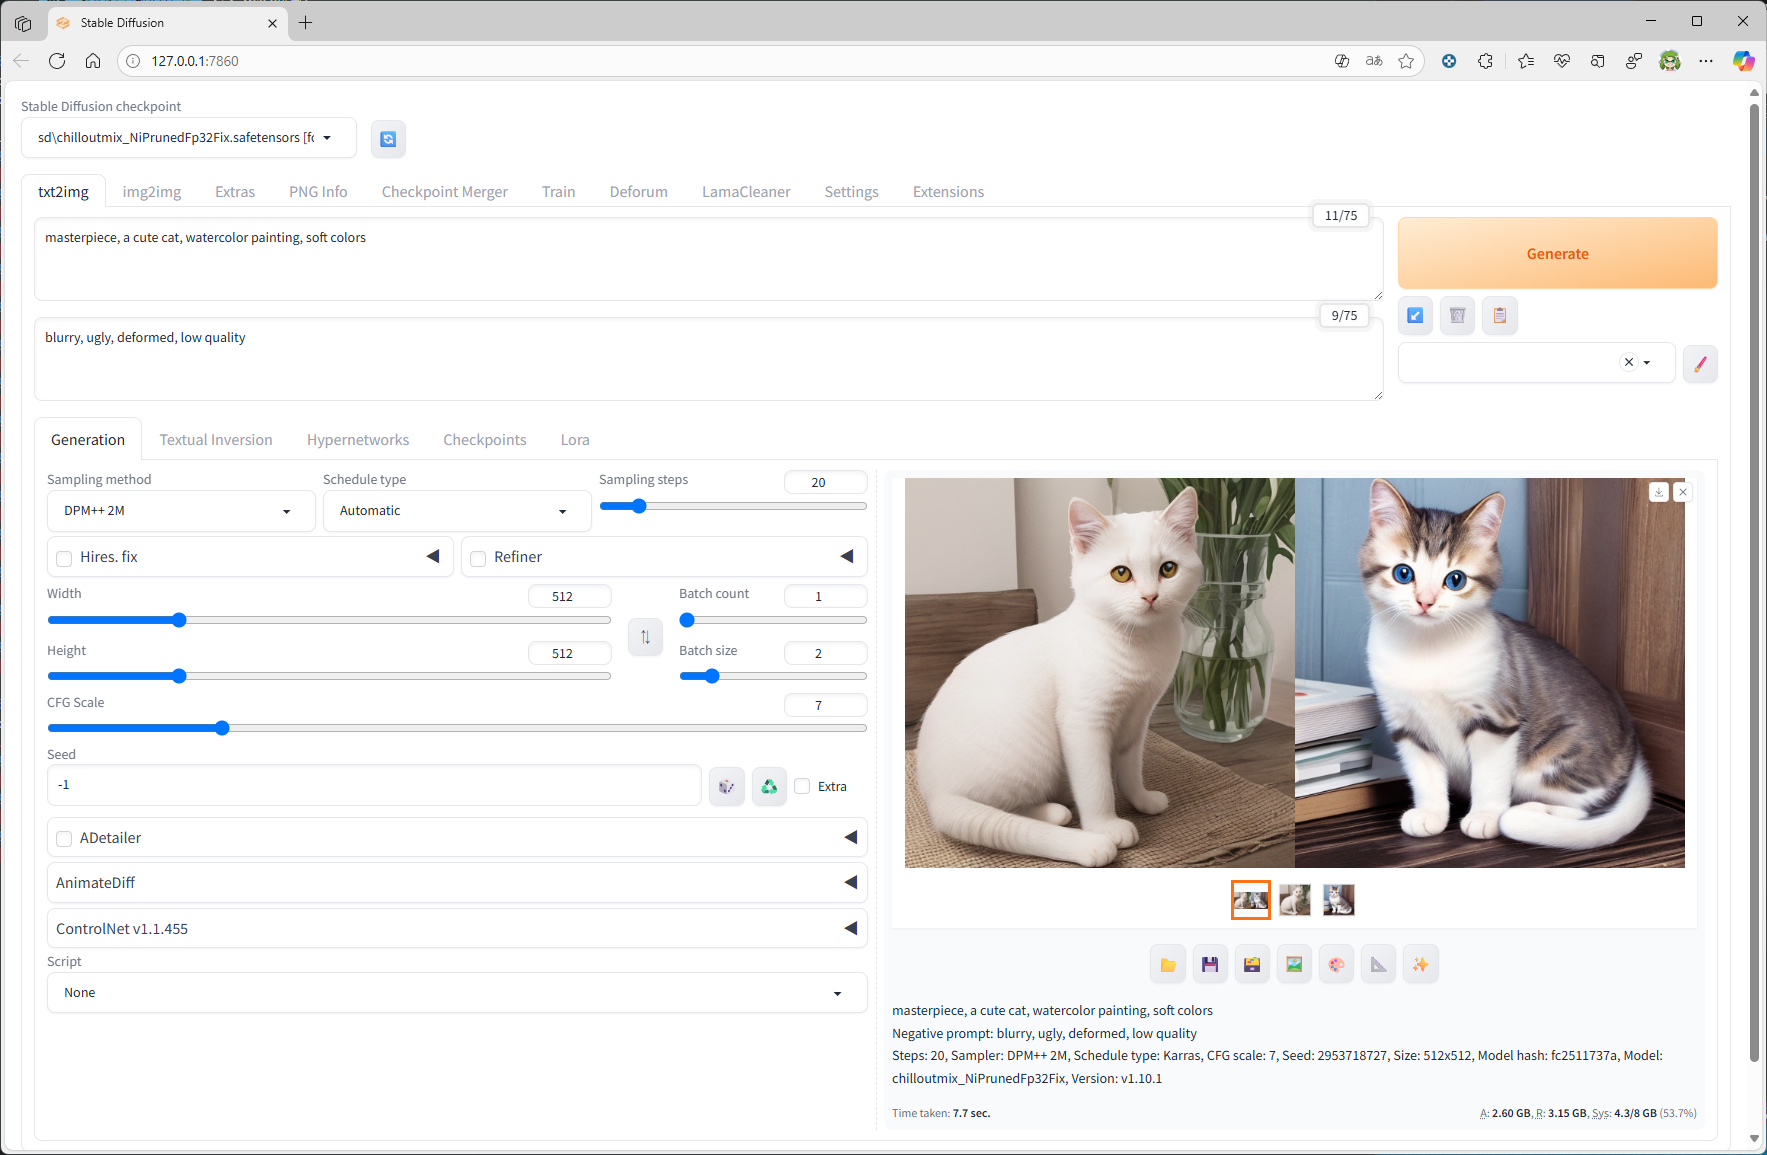 Stable Diffusion
127.0.0.1:7860
aあ
Stable Diffusion checkpoint
sd\chilloutmix_NiPrunedFp32Fix.safetensors [fc
txt2img img2img Extras PNG Info Checkpoint Merger Train Deforum LamaCleaner Settings Extensions
11/75
masterpiece, a cute cat, watercolor painting, soft colors
Generate
9/75
blurry, ugly, deformed, low quality
Generation Textual Inversion Hypernetworks Checkpoints Lora
Sampling method Schedule type Sampling steps 20
DPM++ 2M Automatic
Hires. fix Refiner
Width 512 Batch count 1
Height 512 Batch size 2
CFG Scale 7
Seed
-1 Extra
ADetailer
AnimateDiff
ControlNet v1.1.455
Script
None
masterpiece, a cute cat, watercolor painting, soft colors
Negative prompt: blurry, ugly, deformed, low quality
Steps: 20, Sampler: DPM++ 2M, Schedule type: Karras, CFG scale: 7, Seed: 2953718727, Size: 512x512, Model hash: fc2511737a, Model:
chilloutmix_NiPrunedFp32Fix, Version: v1.10.1
Time taken: 7.7 sec. A: 2.60 GB, R: 3.15 GB, Sys: 4.3/8 GB (53.7%)